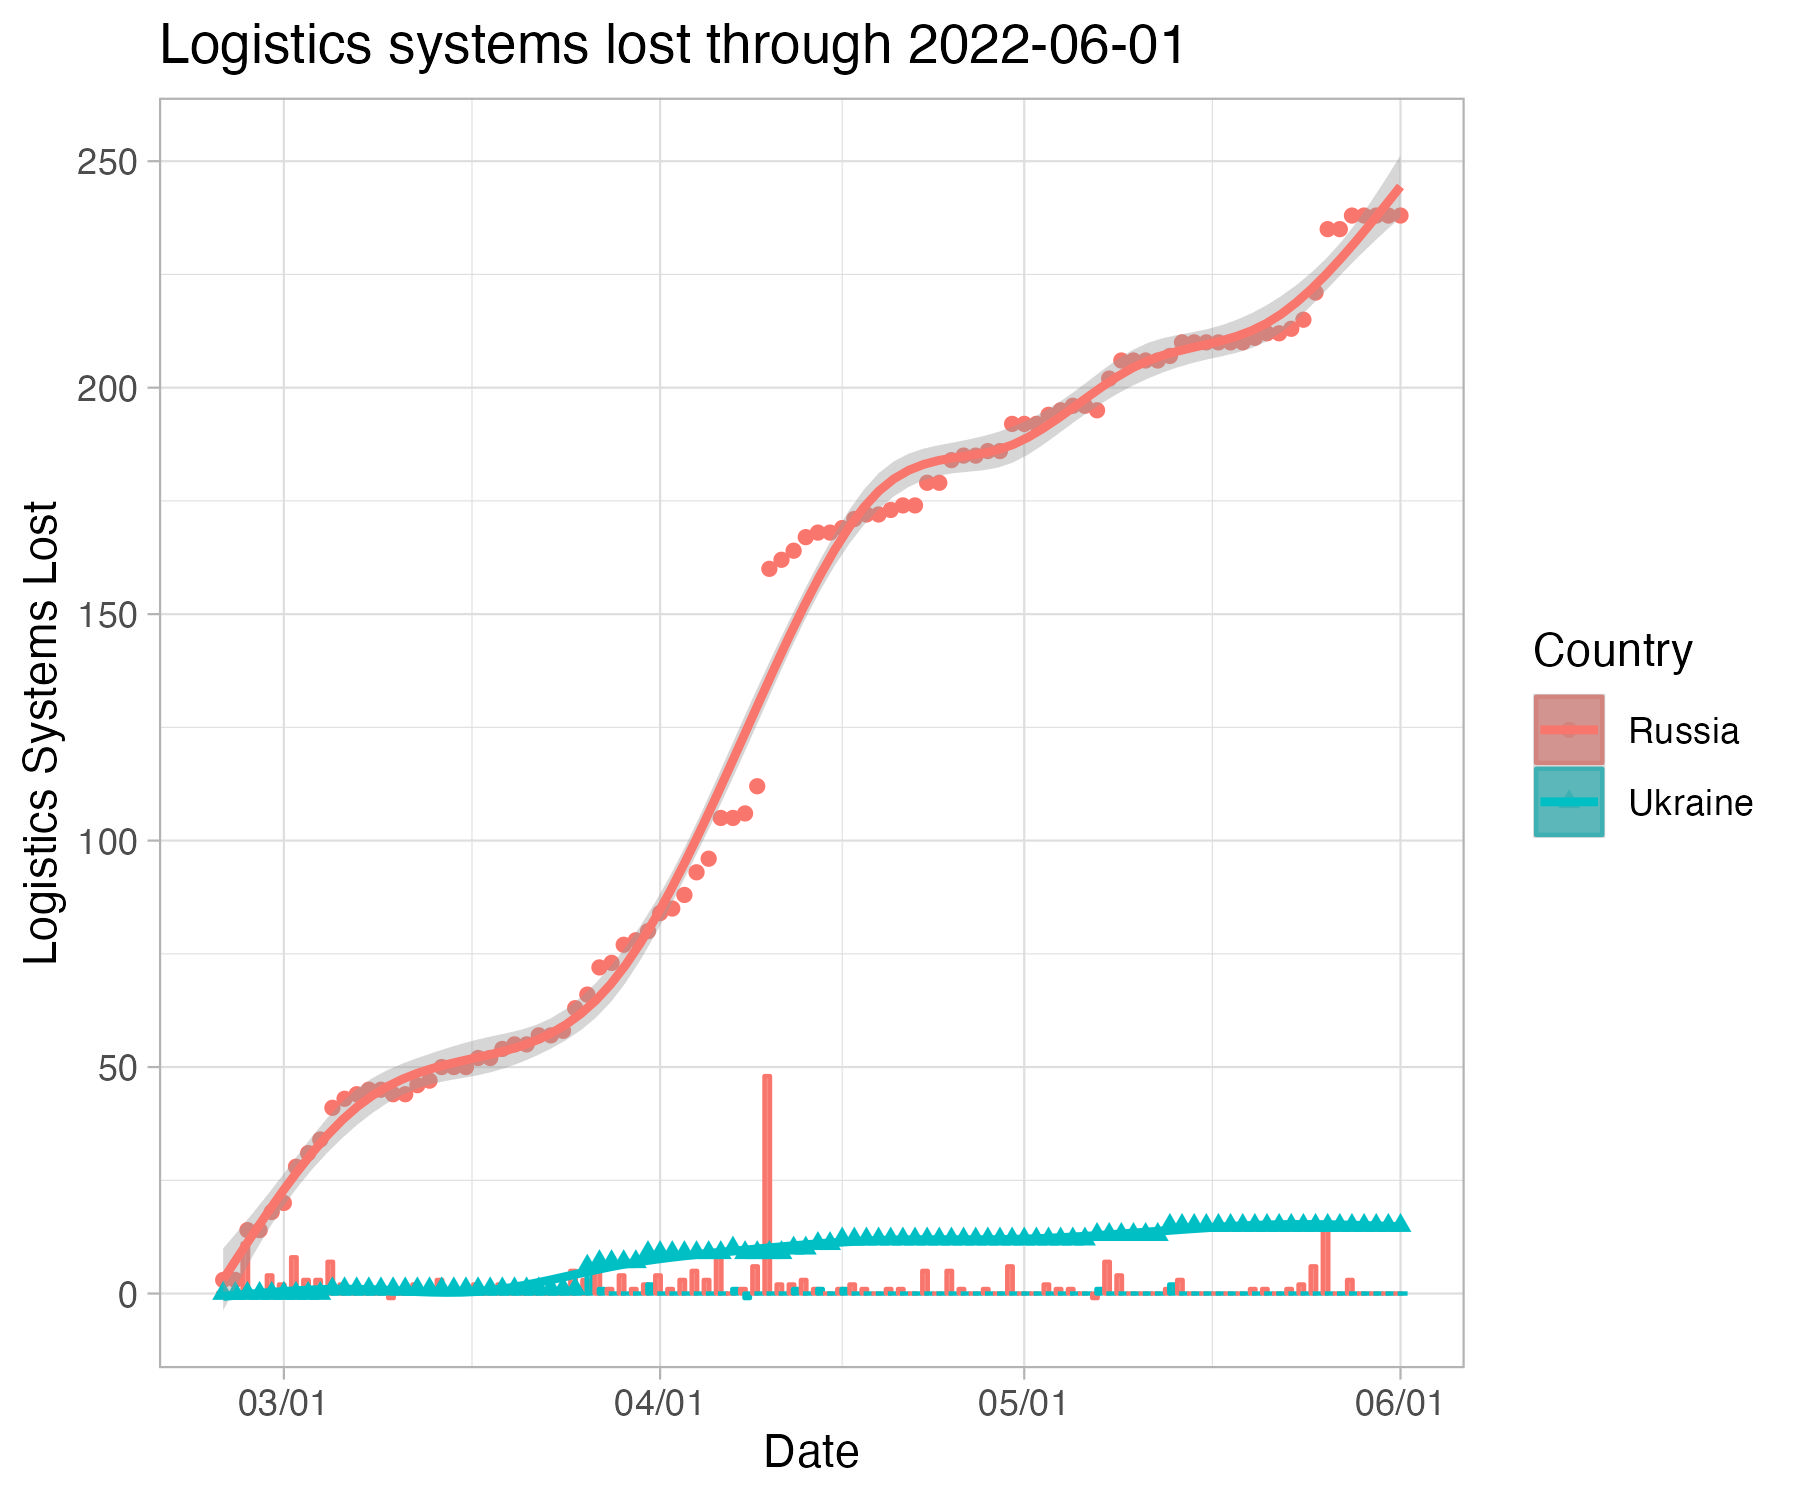 Logistics systems lost through 2022-06-01
Logistics Systems Lost
250
200
150
100
50
0
03/01
04/01
05/01
06/01
Date
Country
Russia
Ukraine